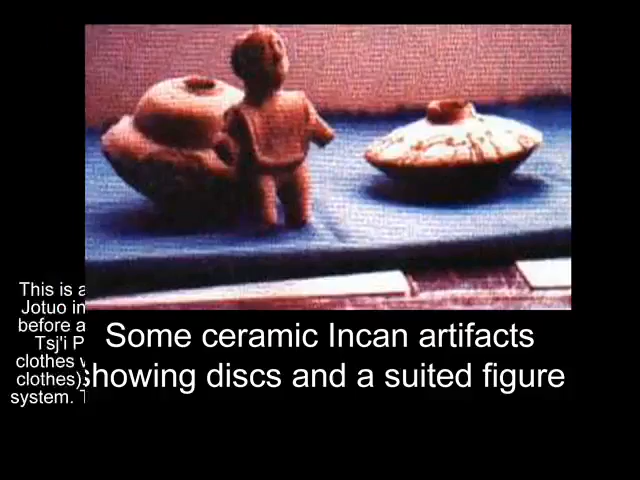 This is a
Jotuo in
before a
Tsj'i P
clothes
clothes)
system.
Some ceramic Incan artifacts
showing discs and a suited figure